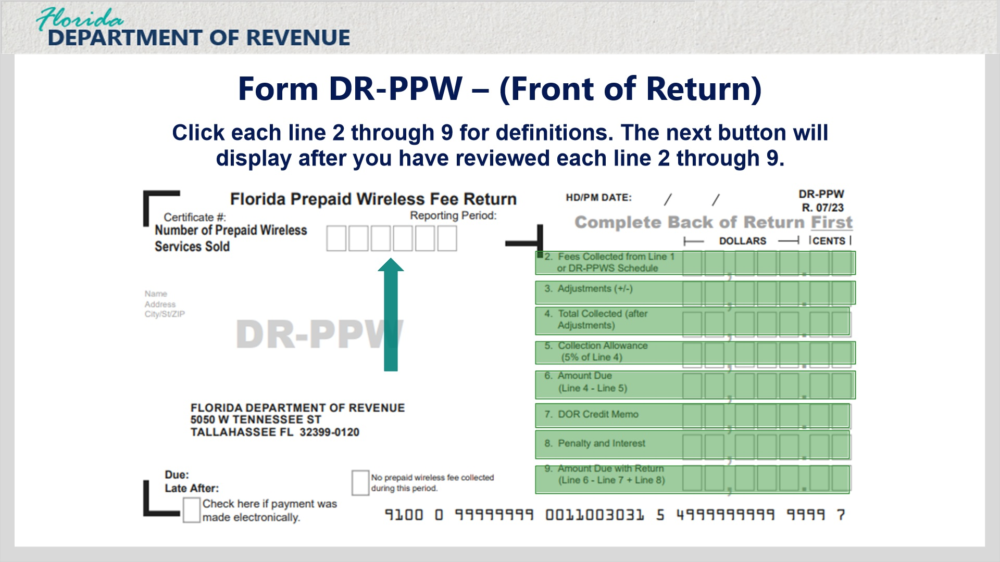 Florida
DEPARTMENT OF REVENUE
Form DR-PPW – (Front of Return)
Click each line 2 through 9 for definitions. The next button will
display after you have reviewed each line 2 through 9.
Florida Prepaid Wireless Fee Return
HD/PM DATE: / /
DR-PPW
R. 07/23
Certificate #:
Reporting Period:
Complete Back of Return First
Number of Prepaid Wireless
Services Sold
DOLLARS CENTS
2. Fees Collected from Line 1
or DR-PPWS Schedule
3. Adjustments (+/-)
4. Total Collected (after
Adjustments)
5. Collection Allowance
(5% of Line 4)
6. Amount Due
(Line 4 - Line 5)
7. DOR Credit Memo
8. Penalty and Interest
9. Amount Due with Return
(Line 6 - Line 7 + Line 8)
Name
Address
City/St/ZIP
DR-PPW
FLORIDA DEPARTMENT OF REVENUE
5050 W TENNESSEE ST
TALLAHASSEE FL 32399-0120
Due:
Late After:
No prepaid wireless fee collected
during this period.
Check here if payment was
made electronically.
9100 0 99999999 0011003031 5 4999999999 9999 7